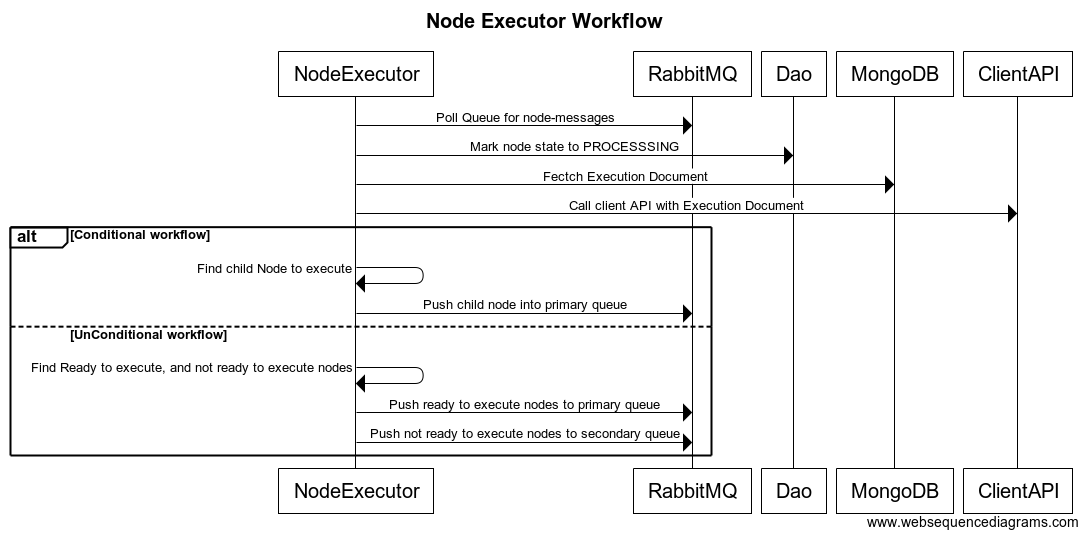 Node Executor Workflow
NodeExecutor
RabbitMQ
Dao
MongoDB
ClientAPI
Poll Queue for node-messages
Mark node state to PROCESSSING
Fectch Execution Document
Call client API with Execution Document
alt
[Conditional workflow]
Find child Node to execute
Push child node into primary queue
[UnConditional workflow]
Find Ready to execute, and not ready to execute nodes
Push ready to execute nodes to primary queue
Push not ready to execute nodes to secondary queue
NodeExecutor
RabbitMQ
Dao
MongoDB
ClientAPI
www.websequencediagrams.com